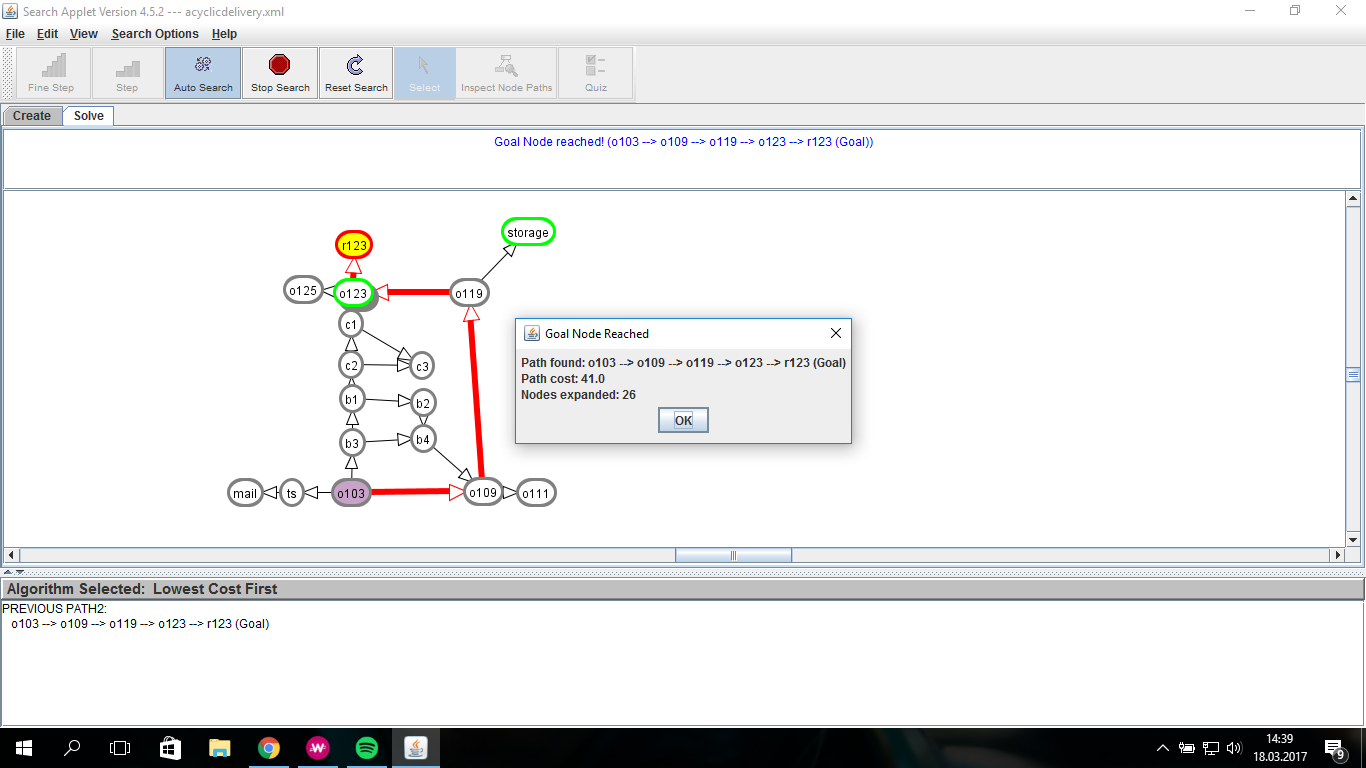 Search Applet Version 4.5.2 --- acyclicdelivery.xml
File Edit View Search Options Help
Fine Step Step Auto Search Stop Search Reset Search Select Inspect Node Paths Quiz
Create Solve
Goal Node reached! (o103 --> o109 --> o119 --> o123 --> r123 (Goal))
storage
r123
o125 o123 o119
c1
c2 c3
b1 b2
b3 b4
mail ts o103 o109 o111
Goal Node Reached
Path found: o103 --> o109 --> o119 --> o123 --> r123 (Goal)
Path cost: 41.0
Nodes expanded: 26
OK
Algorithm Selected: Lowest Cost First
PREVIOUS PATH2:
o103 --> o109 --> o119 --> o123 --> r123 (Goal)
14:39
18.03.2017
9